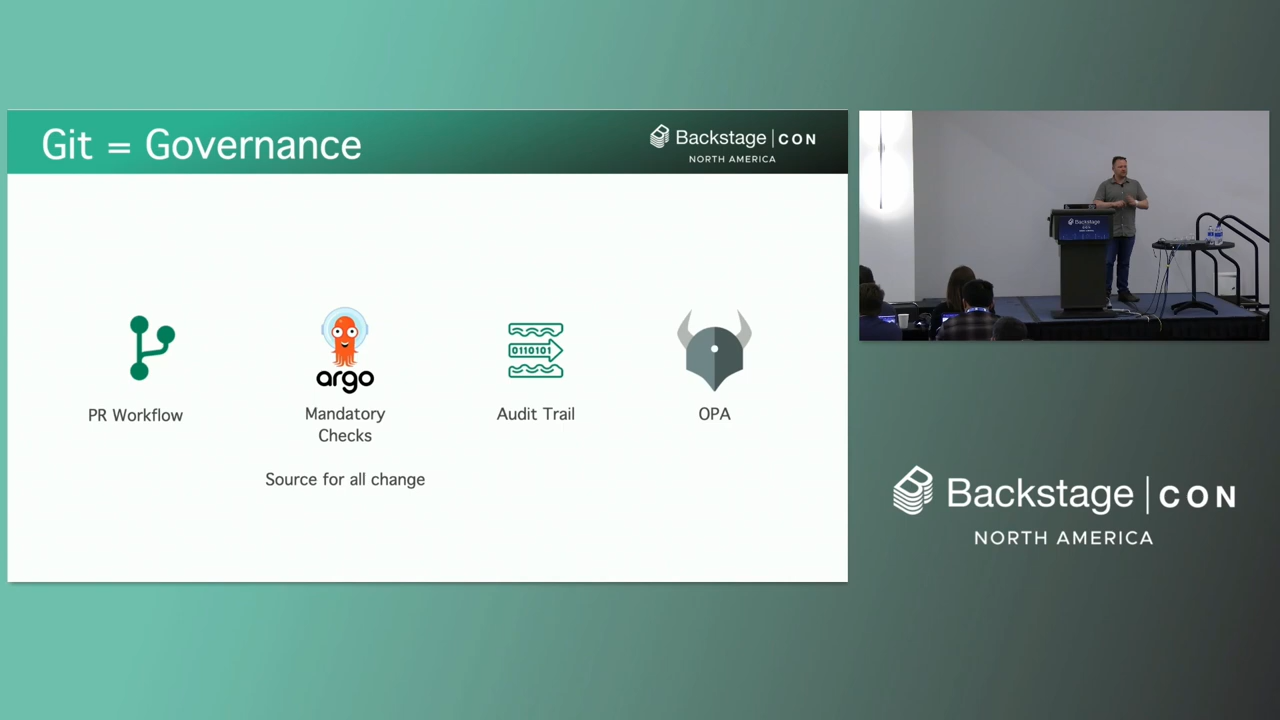 Git = Governance
Backstage | CON
NORTH AMERICA
PR Workflow
argo
Mandatory
Checks
Source for all change
0110101
Audit Trail
OPA
Backstage
Backstage | CON
NORTH AMERICA